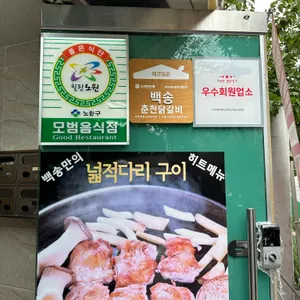 좋은식단
힐링노원
노원구
모범음식점
Good Restaurant
백송
춘천닭갈비
THE BEST
우수회원업소
백송만의
넓적다리 구이
히트메뉴